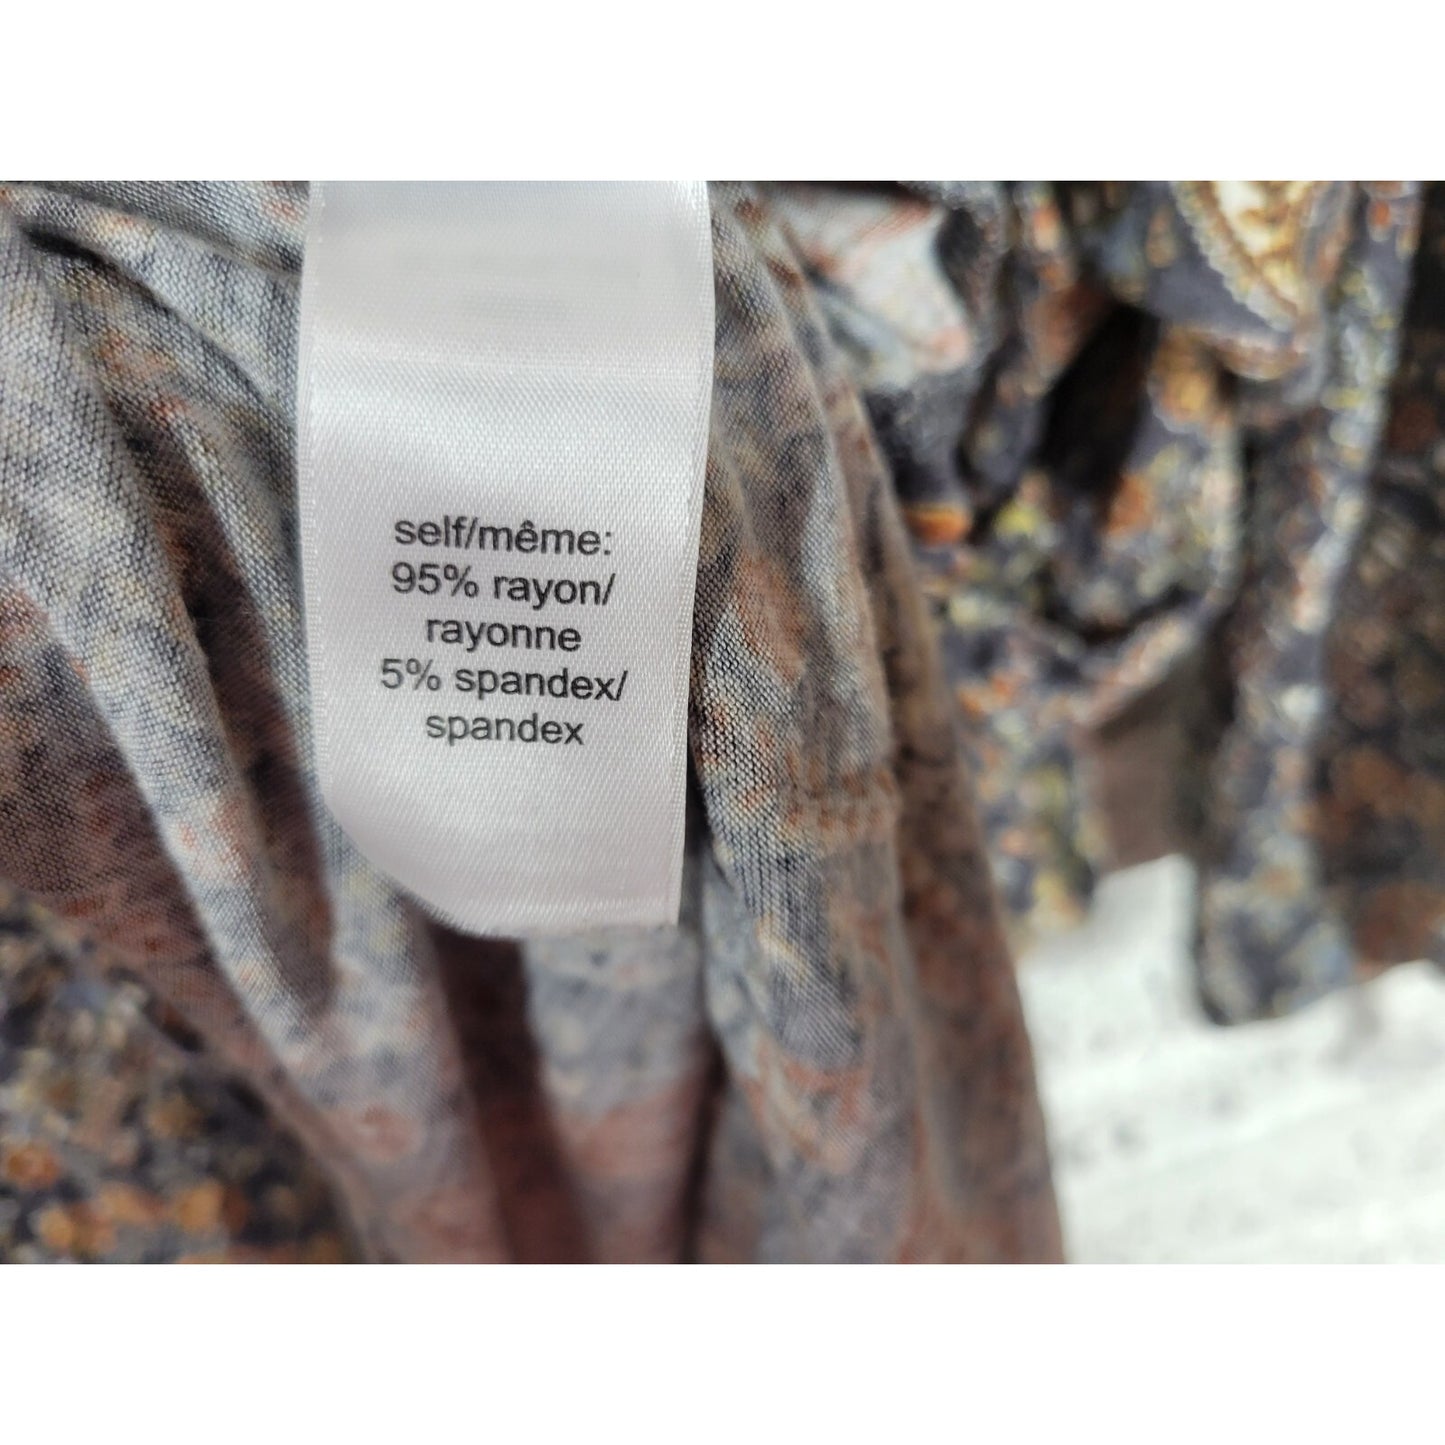 self/même:
95% rayon/
rayonne
5% spandex/
spandex